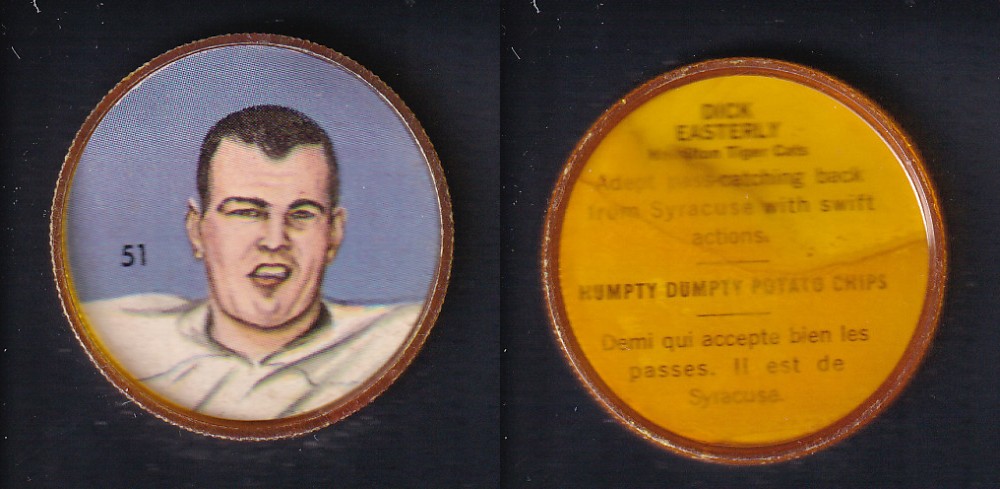 51
DICK
EASTERLY
Hamilton Tiger Cats
Adept pass-catching back
from Syracuse with swift
actions.
HUMPTY DUMPTY POTATO CHIPS
Demi qui accepte bien les
passes. Il est de
Syracuse.